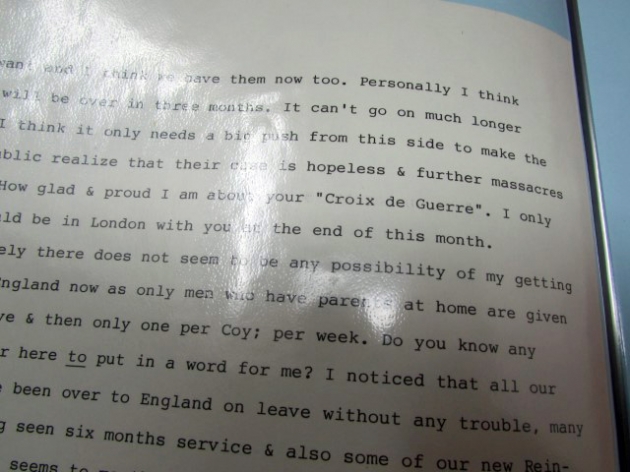 and I think we have them now too. Personally I think
will be over in three months. It can't go on much longer
I think it only needs a big push from this side to make the
blic realize that their case is hopeless & further massacres
How glad & proud I am about your "Croix de Guerre". I only
ld be in London with you at the end of this month.
ely there does not seem to be any possibility of my getting
England now as only men who have parents at home are given
ve & then only one per Coy; per week. Do you know any
r here to put in a word for me? I noticed that all our
been over to England on leave without any trouble, many
g seen six months service & also some of our new Rein-
seems to